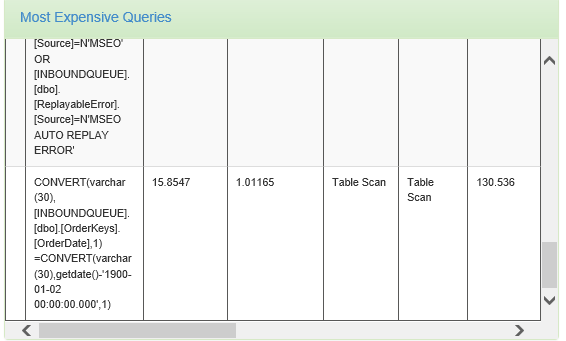 Most Expensive Queries
[Source]=N'MSEO'
OR
[INBOUNDQUEUE].
[dbo].
[ReplayableError].
[Source]=N'MSEO
AUTO REPLAY
ERROR'
CONVERT(varchar
(30),
[INBOUNDQUEUE].
[dbo].[OrderKeys].
[OrderDate],1)
=CONVERT(varchar
(30),getdate()-'1900-
01-02
00:00:00.000',1)
15.8547
1.01165
Table Scan
Table
Scan
130.536